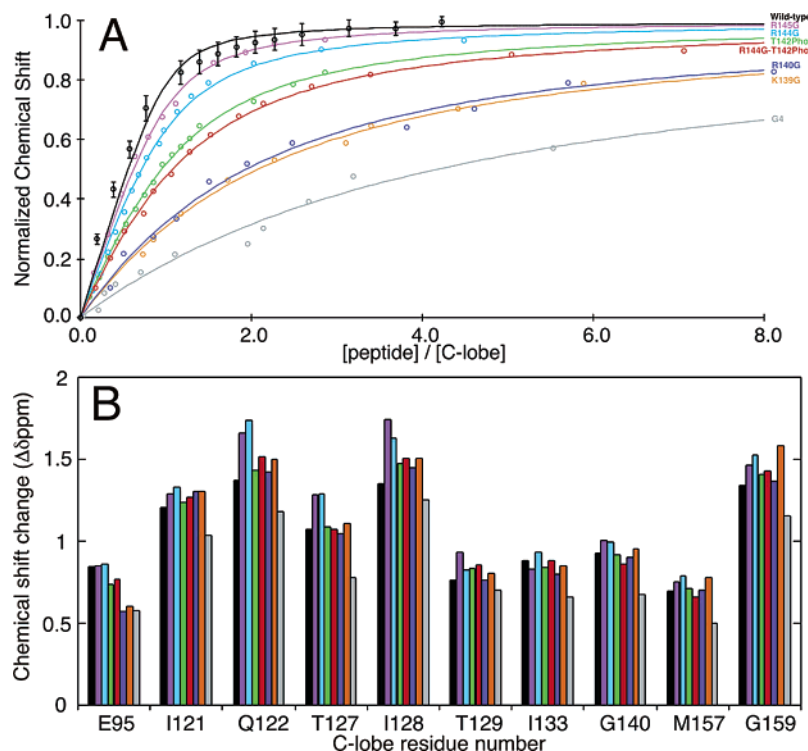 A
Normalized Chemical Shift
1.0
0.8
0.6
0.4
0.2
0.0
0.0 2.0 4.0 6.0 8.0
[peptide] / [C-lobe]
Wild-type
R145G
R144G
T142Pho
R144G-T142Pho
R140G
K139G
G4
B
Chemical shift change (Δδppm)
2
1.5
1
0.5
0
E95 I121 Q122 T127 I128 T129 I133 G140 M157 G159
C-lobe residue number